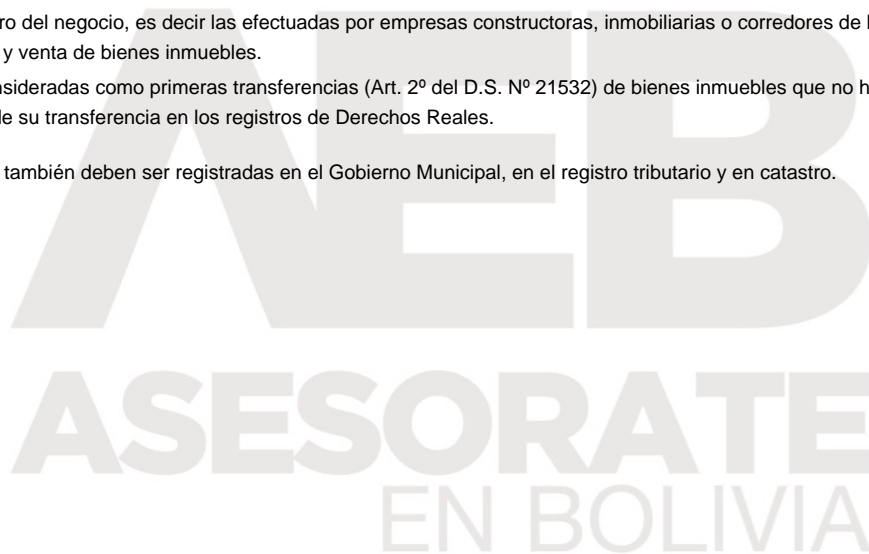 ro del negocio, es decir las efectuadas por empresas constructoras, inmobiliarias o corredores de
y venta de bienes inmuebles.
nsideradas como primeras transferencias (Art. 2º del D.S. Nº 21532) de bienes inmuebles que no h
de su transferencia en los registros de Derechos Reales.
también deben ser registradas en el Gobierno Municipal, en el registro tributario y en catastro.
AEB
ASESORATE
EN BOLIVIA